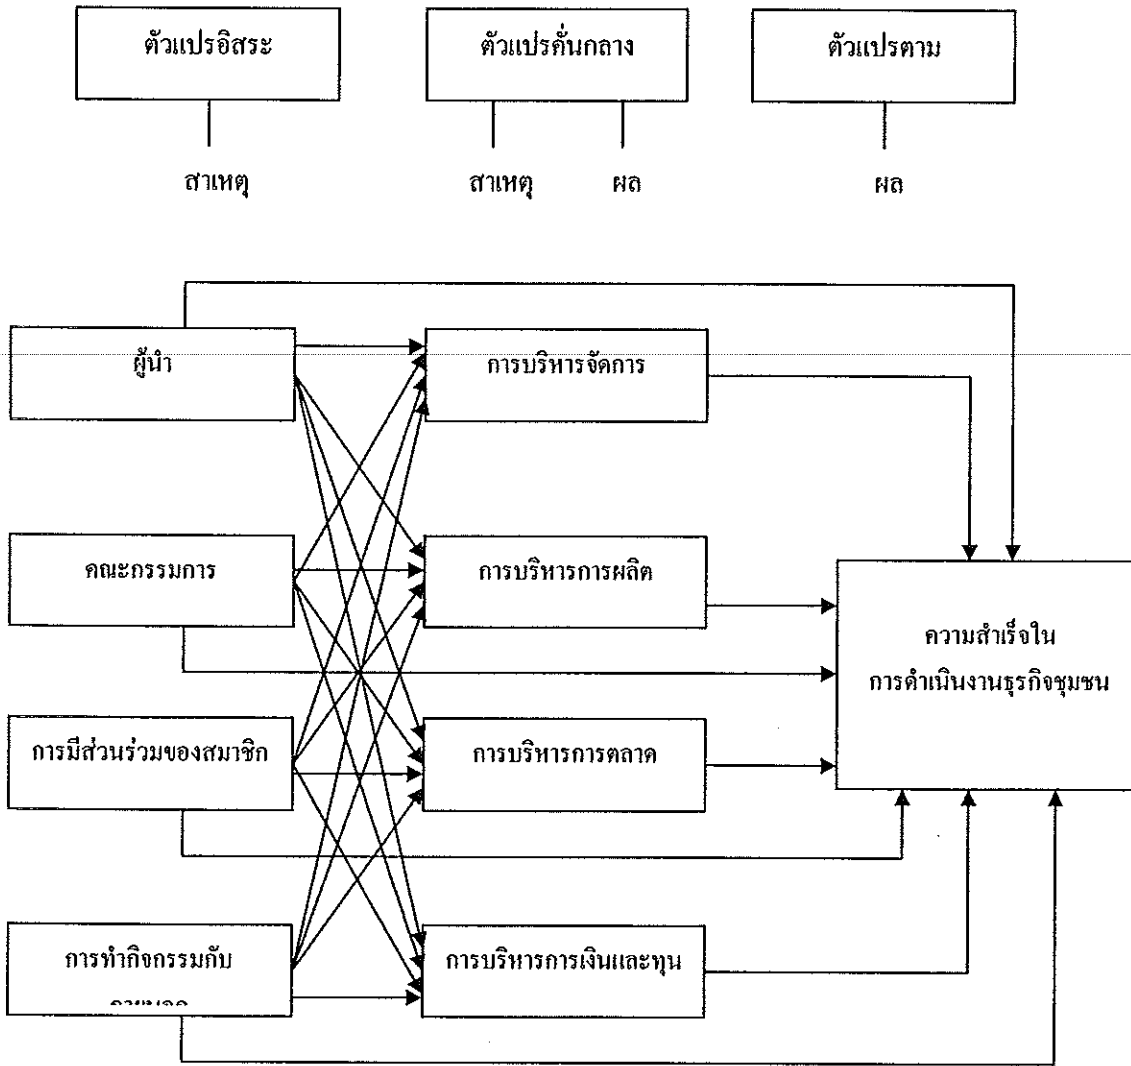 ตัวแปรอิสระ
ตัวแปรคั่นกลาง
ตัวแปรตาม
สาเหตุ
สาเหตุ
ผล
ผล
ผู้นำ
การบริหารจัดการ
คณะกรรมการ
การบริหารการผลิต
ความสำเร็จใน
การดำเนินงานธุรกิจชุมชน
การมีส่วนร่วมของสมาชิก
การบริหารการตลาด
การทำกิจกรรมกับ
การบริหารการเงินและทุน